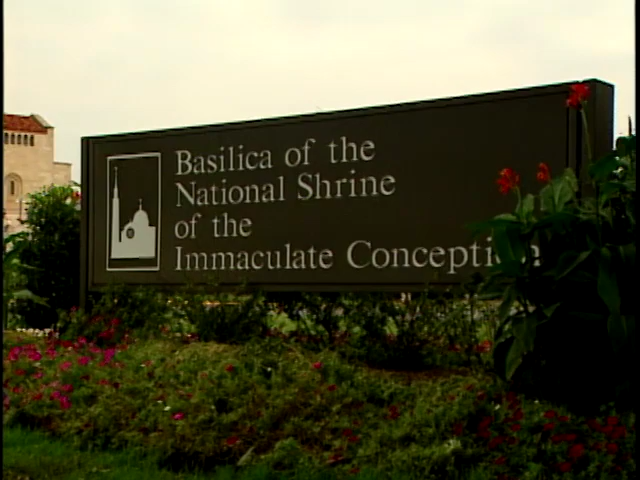 Basilica of the
National Shrine
of the
Immaculate Conception